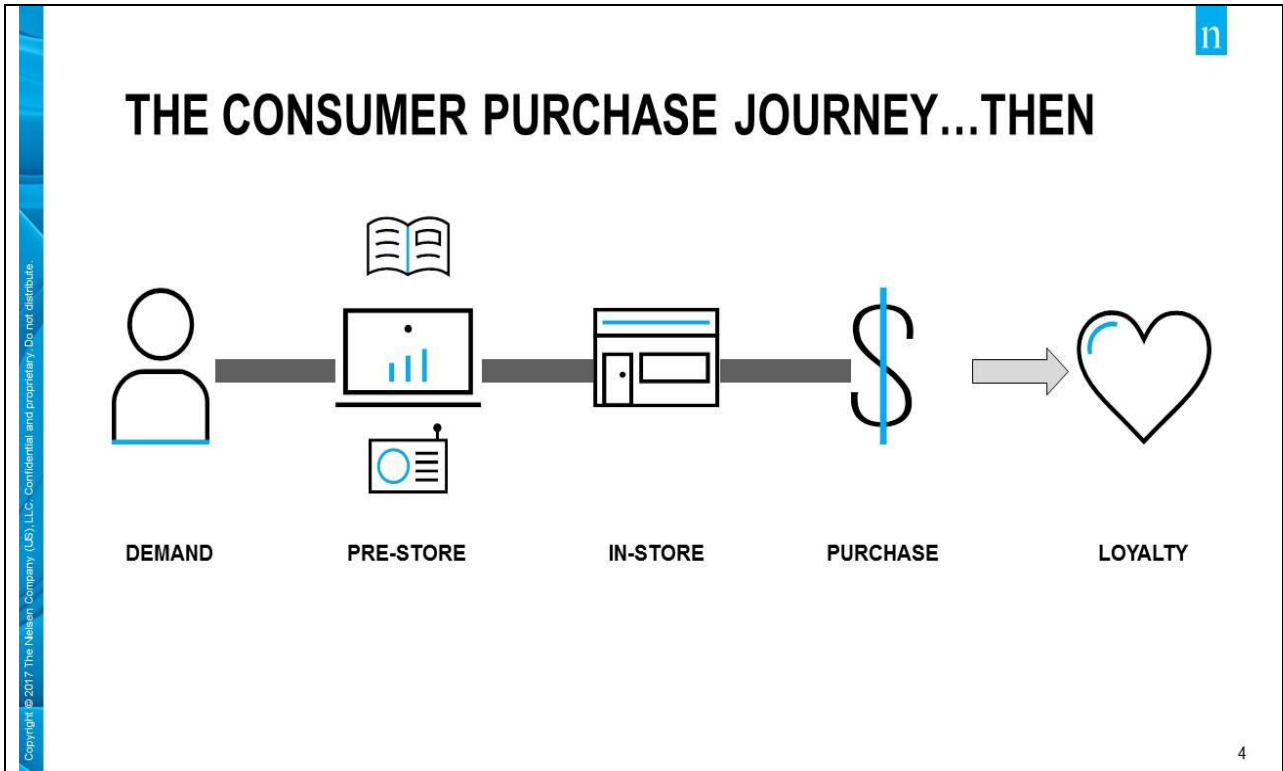 n
THE CONSUMER PURCHASE JOURNEY…THEN
DEMAND PRE-STORE IN-STORE PURCHASE LOYALTY
Copyright © 2017 The Nielsen Company (US), LLC. Confidential and proprietary. Do not distribute.
4